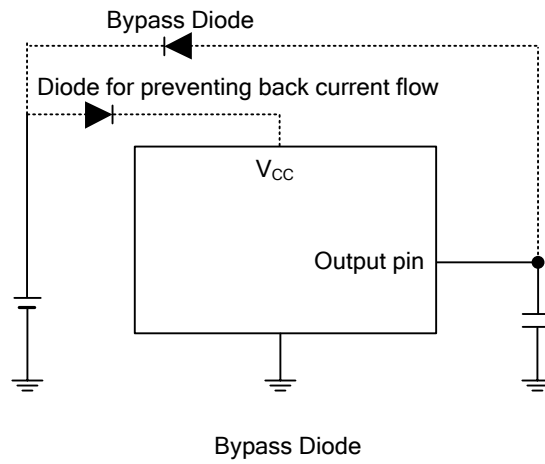 Bypass Diode
Diode for preventing back current flow
VCC
Output pin
Bypass Diode